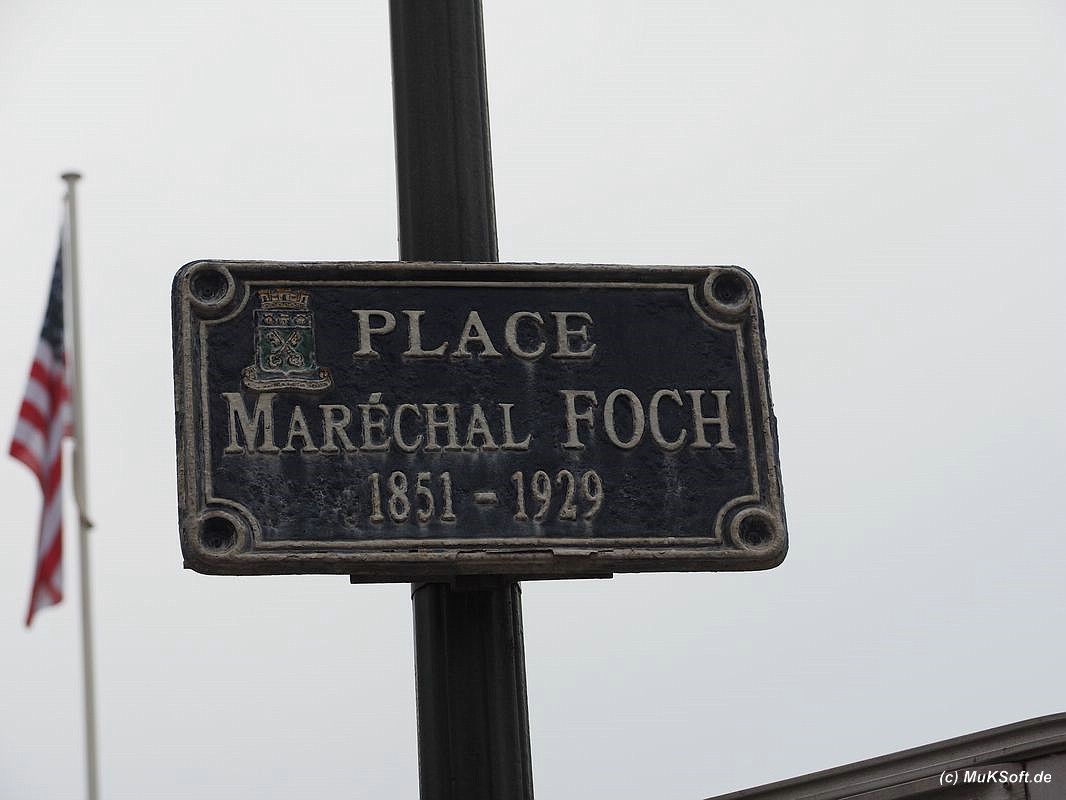 PLACE
MARÉCHAL FOCH
1851 - 1929
(c) MuKSoft.de